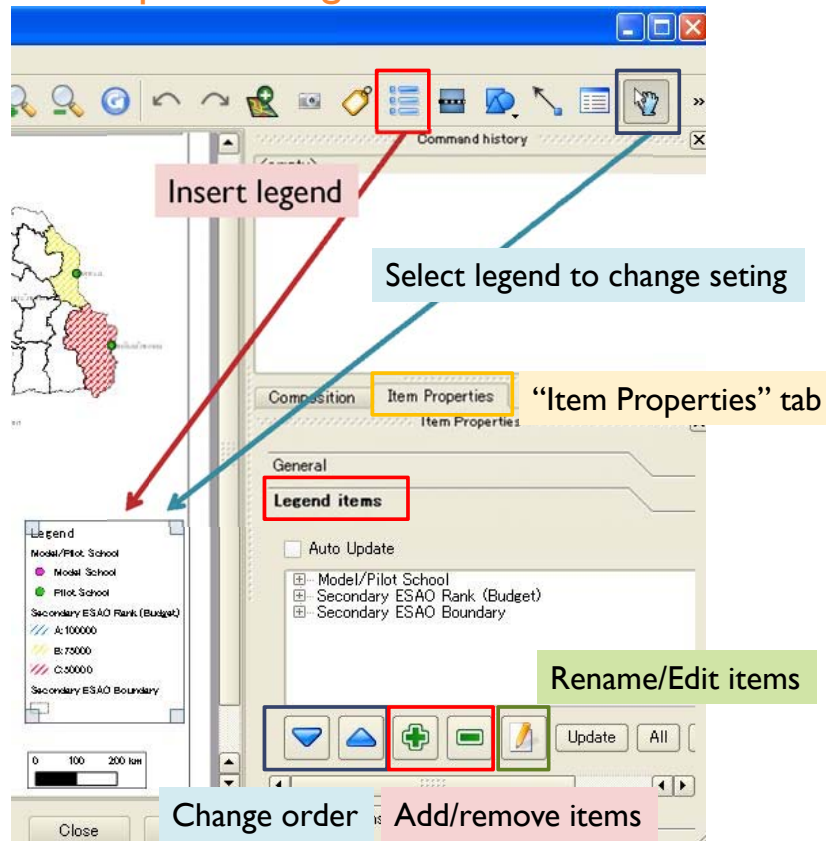 »
Command history
Insert legend
Select legend to change seting
Composition
Item Properties
“Item Properties” tab
Item Properties
General
Legend items
Auto Update
Model/Pilot School
Secondary ESAO Rank (Budget)
Secondary ESAO Boundary
Legend
Model/Pilot School
Model School
Pilot School
Secondary ESAO Rank (Budget)
A:100000
B:75000
C:50000
Secondary ESAO Boundary
Rename/Edit items
Update
All
0 100 200 km
Change order
Add/remove items
Close